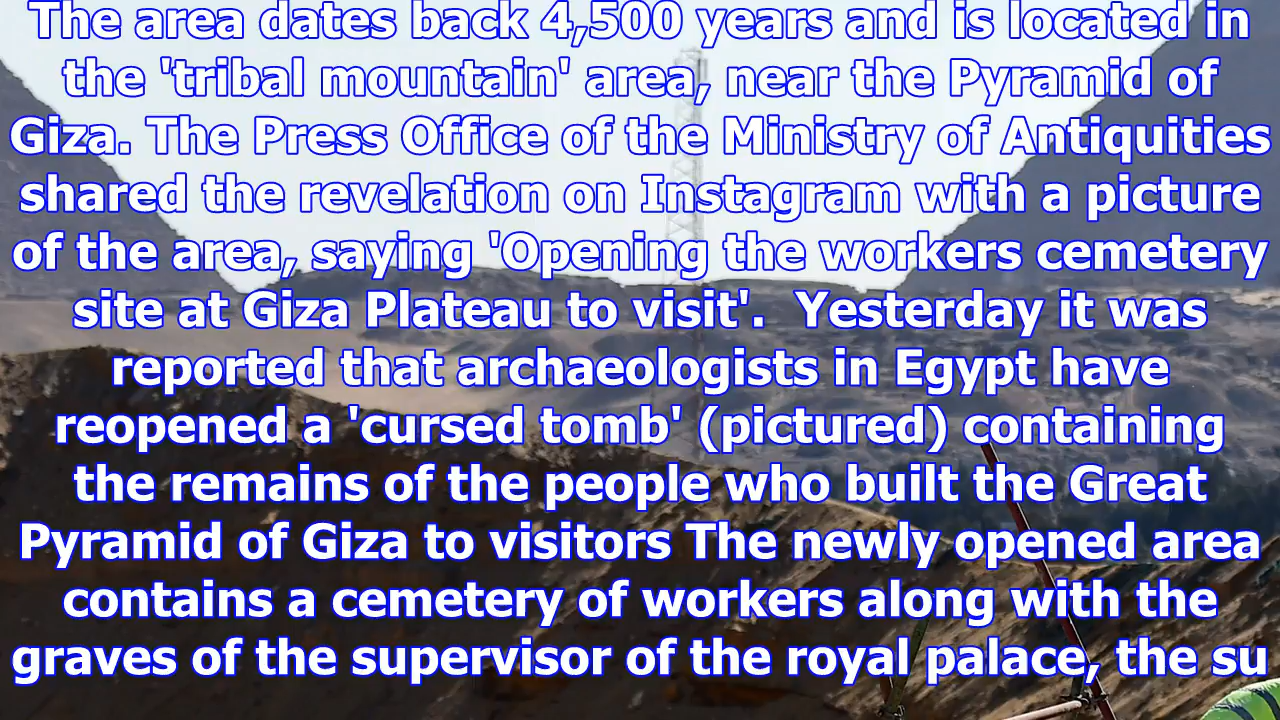 The area dates back 4,500 years and is located in
the 'tribal mountain' area, near the Pyramid of
Giza. The Press Office of the Ministry of Antiquities
shared the revelation on Instagram with a picture
of the area, saying 'Opening the workers cemetery
site at Giza Plateau to visit'.  Yesterday it was
reported that archaeologists in Egypt have
reopened a 'cursed tomb' (pictured) containing
the remains of the people who built the Great
Pyramid of Giza to visitors The newly opened area
contains a cemetery of workers along with the
graves of the supervisor of the royal palace, the su